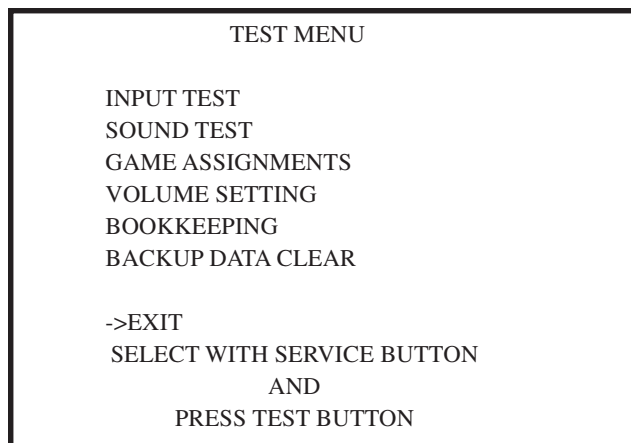 TEST MENU
INPUT TEST
SOUND TEST
GAME ASSIGNMENTS
VOLUME SETTING
BOOKKEEPING
BACKUP DATA CLEAR
->EXIT
SELECT WITH SERVICE BUTTON
AND
PRESS TEST BUTTON